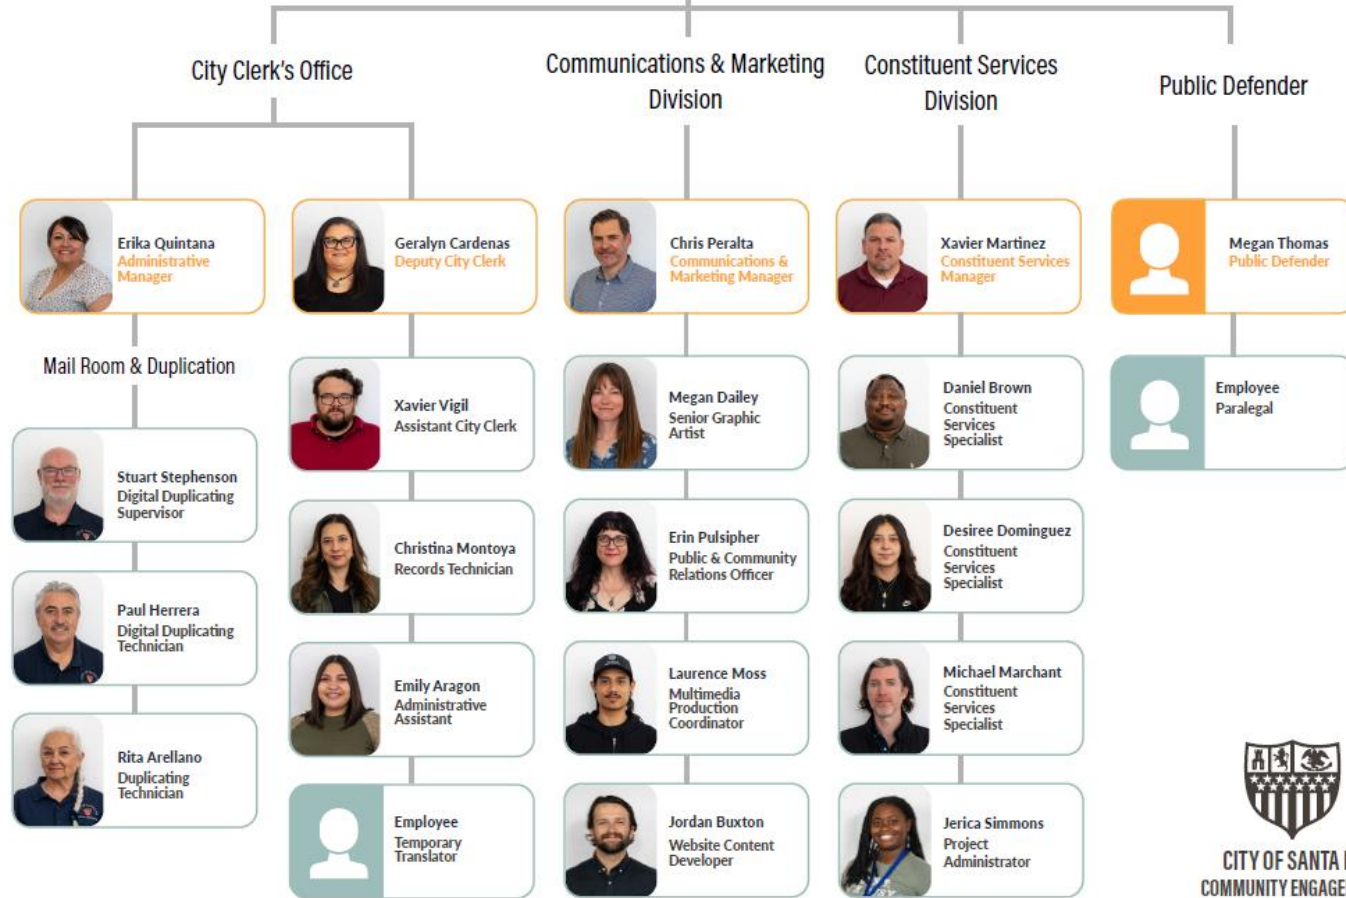 City Clerk's Office
Communications & Marketing
Division
Constituent Services
Division
Public Defender
Erika Quintana
Administrative
Manager
Geralyn Cardenas
Deputy City Clerk
Chris Peralta
Communications &
Marketing Manager
Xavier Martinez
Constituent Services
Manager
Megan Thomas
Public Defender
Mail Room & Duplication
Stuart Stephenson
Digital Duplicating
Supervisor
Paul Herrera
Digital Duplicating
Technician
Rita Arellano
Duplicating
Technician
Xavier Vigil
Assistant City Clerk
Christina Montoya
Records Technician
Emily Aragon
Administrative
Assistant
Employee
Temporary
Translator
Megan Dailey
Senior Graphic
Artist
Erin Pulsipher
Public & Community
Relations Officer
Laurence Moss
Multimedia
Production
Coordinator
Jordan Buxton
Website Content
Developer
Daniel Brown
Constituent
Services
Specialist
Desiree Dominguez
Constituent
Services
Specialist
Michael Marchant
Constituent
Services
Specialist
Jerica Simmons
Project
Administrator
Employee
Paralegal
CITY OF SANTA
COMMUNITY